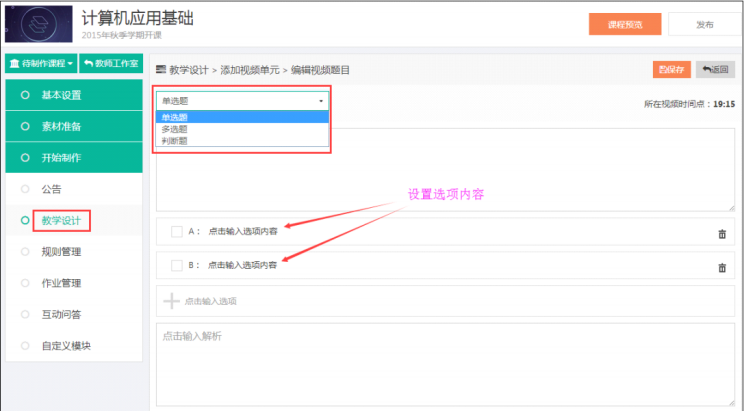 计算机应用基础
2015年秋季学期开课
课程预览
发布
待制作课程
教师工作室
教学设计 > 添加视频单元 > 编辑视频题目
保存
返回
基本设置
素材准备
开始制作
公告
教学设计
规则管理
作业管理
互动问答
自定义模块
单选题
所在视频时间点：19:15
单选题
多选题
判断题
设置选项内容
A： 点击输入选项内容
B： 点击输入选项内容
点击输入选项
点击输入解析